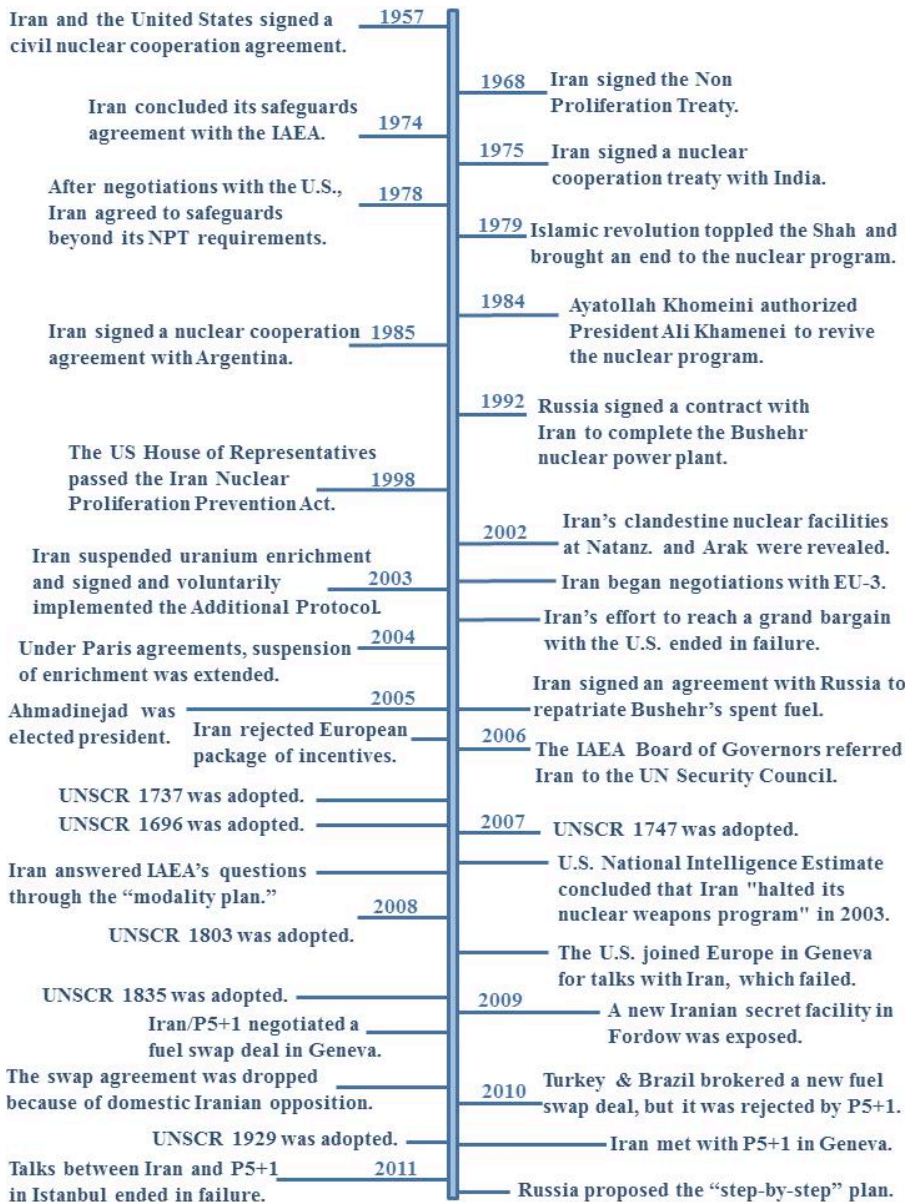 1957
Iran and the United States signed a
civil nuclear cooperation agreement.
1968
Iran signed the Non
Proliferation Treaty.
1974
Iran concluded its safeguards
agreement with the IAEA.
1975
Iran signed a nuclear
cooperation treaty with India.
1978
After negotiations with the U.S.,
Iran agreed to safeguards
beyond its NPT requirements.
1979
Islamic revolution toppled the Shah and
brought an end to the nuclear program.
1984
Ayatollah Khomeini authorized
President Ali Khamenei to revive
the nuclear program.
1985
Iran signed a nuclear cooperation
agreement with Argentina.
1992
Russia signed a contract with
Iran to complete the Bushehr
nuclear power plant.
1998
The US House of Representatives
passed the Iran Nuclear
Proliferation Prevention Act.
2002
Iran’s clandestine nuclear facilities
at Natanz. and Arak were revealed.
2003
Iran suspended uranium enrichment
and signed and voluntarily
implemented the Additional Protocol.
Iran began negotiations with EU-3.
Iran’s effort to reach a grand bargain
with the U.S. ended in failure.
2004
Under Paris agreements, suspension
of enrichment was extended.
2005
Ahmadinejad was
elected president.
Iran signed an agreement with Russia to
repatriate Bushehr’s spent fuel.
Iran rejected European
package of incentives.
2006
The IAEA Board of Governors referred
Iran to the UN Security Council.
UNSCR 1737 was adopted.
UNSCR 1696 was adopted.
2007
UNSCR 1747 was adopted.
Iran answered IAEA’s questions
through the “modality plan.”
U.S. National Intelligence Estimate
concluded that Iran "halted its
nuclear weapons program" in 2003.
2008
UNSCR 1803 was adopted.
The U.S. joined Europe in Geneva
for talks with Iran, which failed.
UNSCR 1835 was adopted.
2009
A new Iranian secret facility in
Fordow was exposed.
Iran/P5+1 negotiated a
fuel swap deal in Geneva.
The swap agreement was dropped
because of domestic Iranian opposition.
2010
Turkey & Brazil brokered a new fuel
swap deal, but it was rejected by P5+1.
UNSCR 1929 was adopted.
Iran met with P5+1 in Geneva.
2011
Talks between Iran and P5+1
in Istanbul ended in failure.
Russia proposed the “step-by-step” plan.